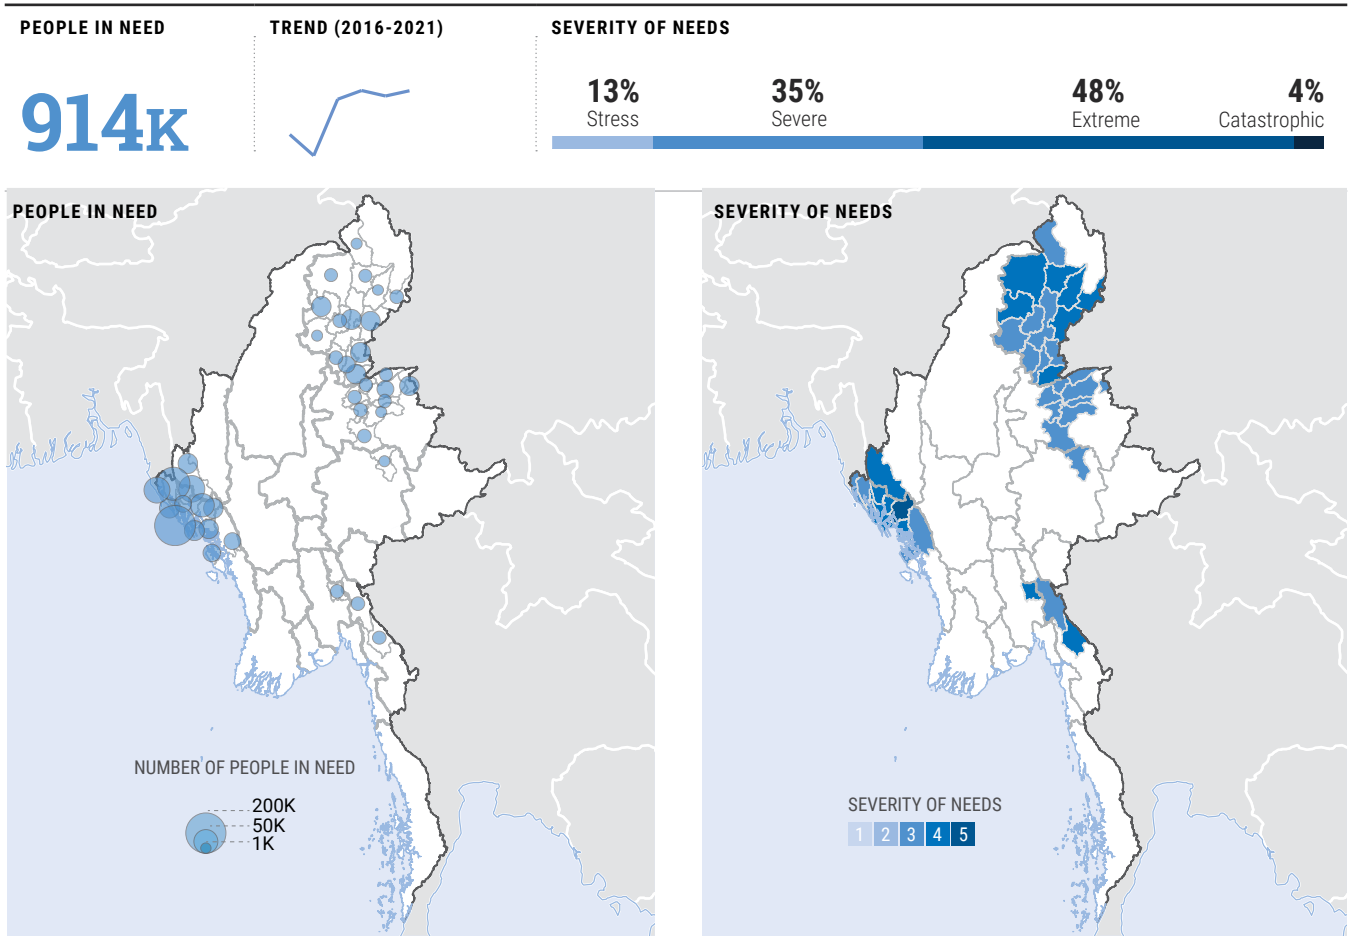 PEOPLE IN NEED
TREND (2016-2021)
SEVERITY OF NEEDS
914K
13%
Stress
35%
Severe
48%
Extreme
4%
Catastrophic
PEOPLE IN NEED
NUMBER OF PEOPLE IN NEED
200K
50K
1K
SEVERITY OF NEEDS
SEVERITY OF NEEDS
1 2 3 4 5